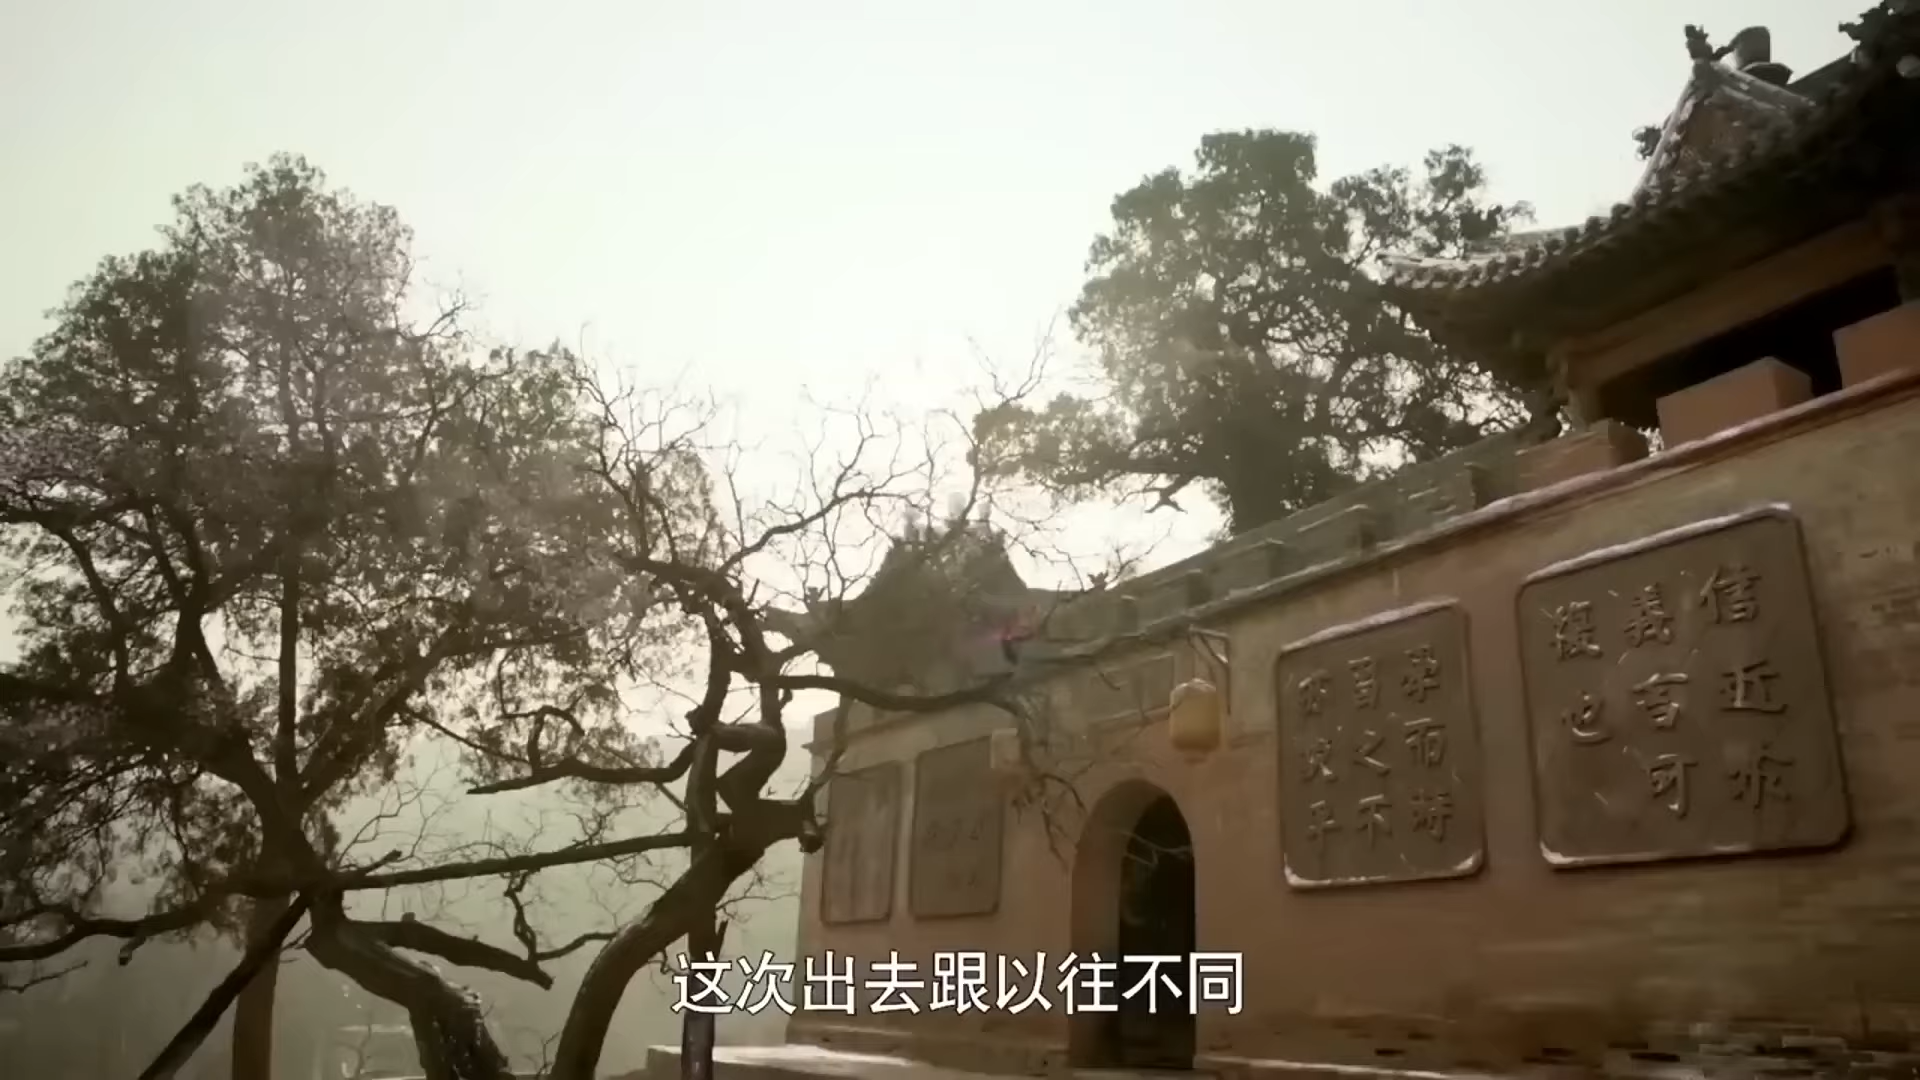 信近於
義言可
復也
學而時
習之不
亦乎
这次出去跟以往不同